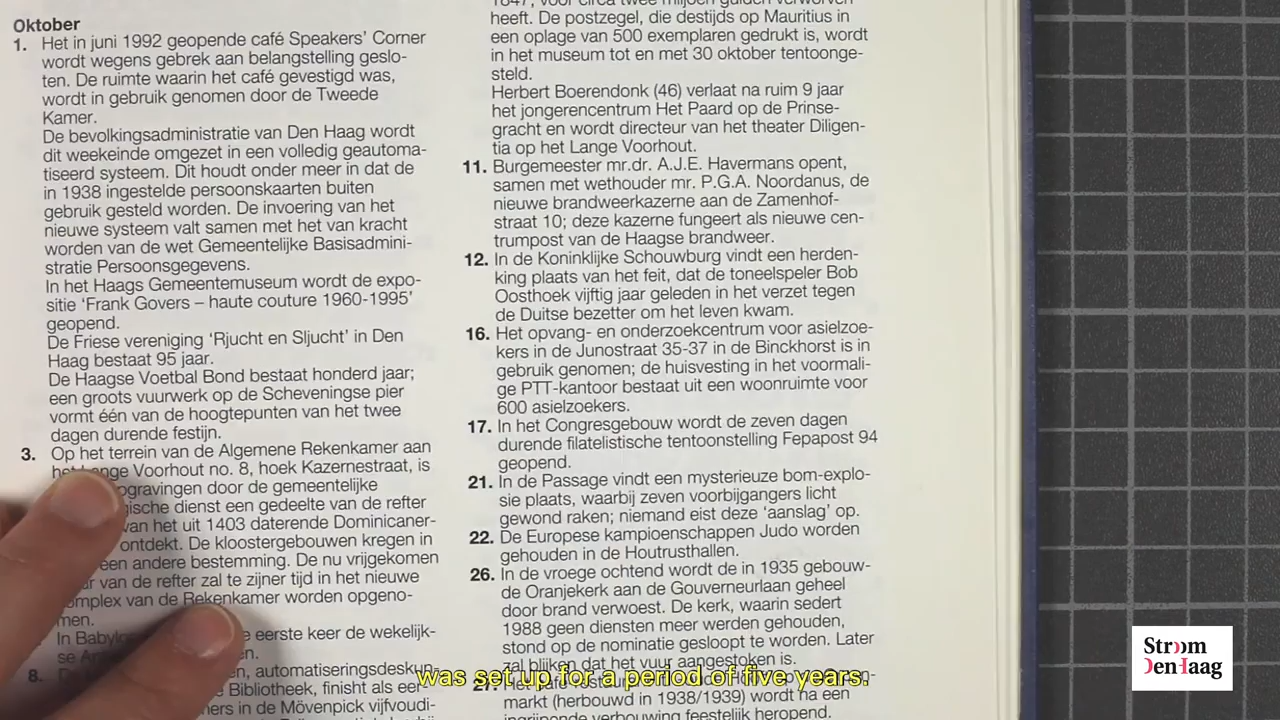 Oktober
1. Het in juni 1992 geopende café Speakers' Corner
wordt wegens gebrek aan belangstelling geslo-
ten. De ruimte waarin het café gevestigd was,
wordt in gebruik genomen door de Tweede
Kamer.
De bevolkingsadministratie van Den Haag wordt
dit weekeinde omgezet in een volledig geautoma-
tiseerd systeem. Dit houdt onder meer in dat de
in 1938 ingestelde persoonskaarten buiten
gebruik gesteld worden. De invoering van het
nieuwe systeem valt samen met het van kracht
worden van de wet Gemeentelijke Basisadmini-
stratie Persoonsgegevens.
In het Haags Gemeentemuseum wordt de expo-
sitie 'Frank Govers – haute couture 1960-1995'
geopend.
De Friese vereniging 'Rjucht en Sljucht' in Den
Haag bestaat 95 jaar.
De Haagse Voetbal Bond bestaat honderd jaar;
een groots vuurwerk op de Scheveningse pier
vormt één van de hoogtepunten van het twee
dagen durende festijn.
3. Op het terrein van de Algemene Rekenkamer aan
Voorhout no. 8, hoek Kazernestraat, is
door de gemeentelijke
dienst een gedeelte van de refter
van het uit 1403 daterende Dominicaner-
ontdekt. De kloostergebouwen kregen in
een andere bestemming. De nu vrijgekomen
van de refter zal te zijner tijd in het nieuwe
van de Rekenkamer worden opgeno-
men.
In eerste keer de wekelijk-
se
8. automatiseringsdeskun-
Bibliotheek, finisht als eer-
in de Mövenpick vijfvoudi-
1847, voor circa twee miljoen gulden verworven
heeft. De postzegel, die destijds op Mauritius in
een oplage van 500 exemplaren gedrukt is, wordt
in het museum tot en met 30 oktober tentoonge-
steld.
Herbert Boerendonk (46) verlaat na ruim 9 jaar
het jongerencentrum Het Paard op de Prinse-
gracht en wordt directeur van het theater Diligen-
tia op het Lange Voorhout.
11. Burgemeester mr.dr. A.J.E. Havermans opent,
samen met wethouder mr. P.G.A. Noordanus, de
nieuwe brandweerkazerne aan de Zamenhof-
straat 10; deze kazerne fungeert als nieuwe cen-
trumpost van de Haagse brandweer.
12. In de Koninklijke Schouwburg vindt een herden-
king plaats van het feit, dat de toneelspeler Bob
Oosthoek vijftig jaar geleden in het verzet tegen
de Duitse bezetter om het leven kwam.
16. Het opvang- en onderzoekcentrum voor asielzoe-
kers in de Junostraat 35-37 in de Binckhorst is in
gebruik genomen; de huisvesting in het voormali-
ge PTT-kantoor bestaat uit een woonruimte voor
600 asielzoekers.
17. In het Congresgebouw wordt de zeven dagen
durende filatelistische tentoonstelling Fepapost 94
geopend.
21. In de Passage vindt een mysterieuze bom-explo-
sie plaats, waarbij zeven voorbijgangers licht
gewond raken; niemand eist deze 'aanslag' op.
22. De Europese kampioenschappen Judo worden
gehouden in de Houtrusthallen.
26. In de vroege ochtend wordt de in 1935 gebouw-
de Oranjekerk aan de Gouverneurlaan geheel
door brand verwoest. De kerk, waarin sedert
1988 geen diensten meer werden gehouden,
stond op de nominatie gesloopt te worden. Later
zal blijken dat het vuur aangestoken is.
markt (herbouwd in 1938/1939) wordt na een
ingrijpende verbouwing feestelijk heropend.
was set up for a period of five years.
Stroom
Den Haag